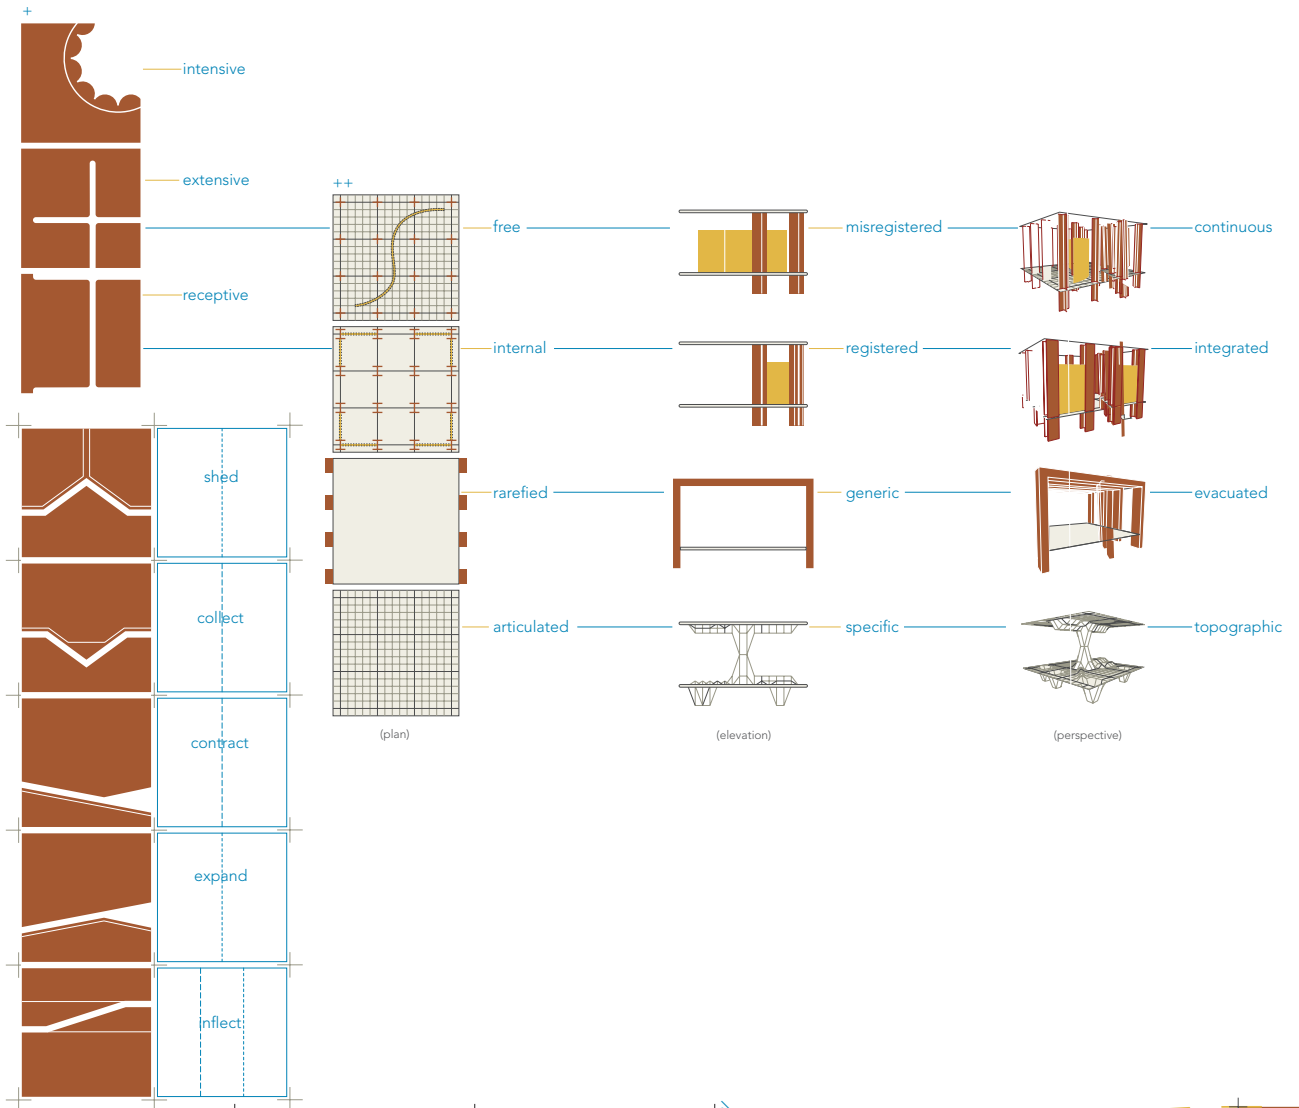 +
intensive
extensive
receptive
++
free
misregistered
continuous
internal
registered
integrated
rarefied
generic
evacuated
articulated
specific
topographic
(plan)
(elevation)
(perspective)
shed
collect
contract
expand
inflect